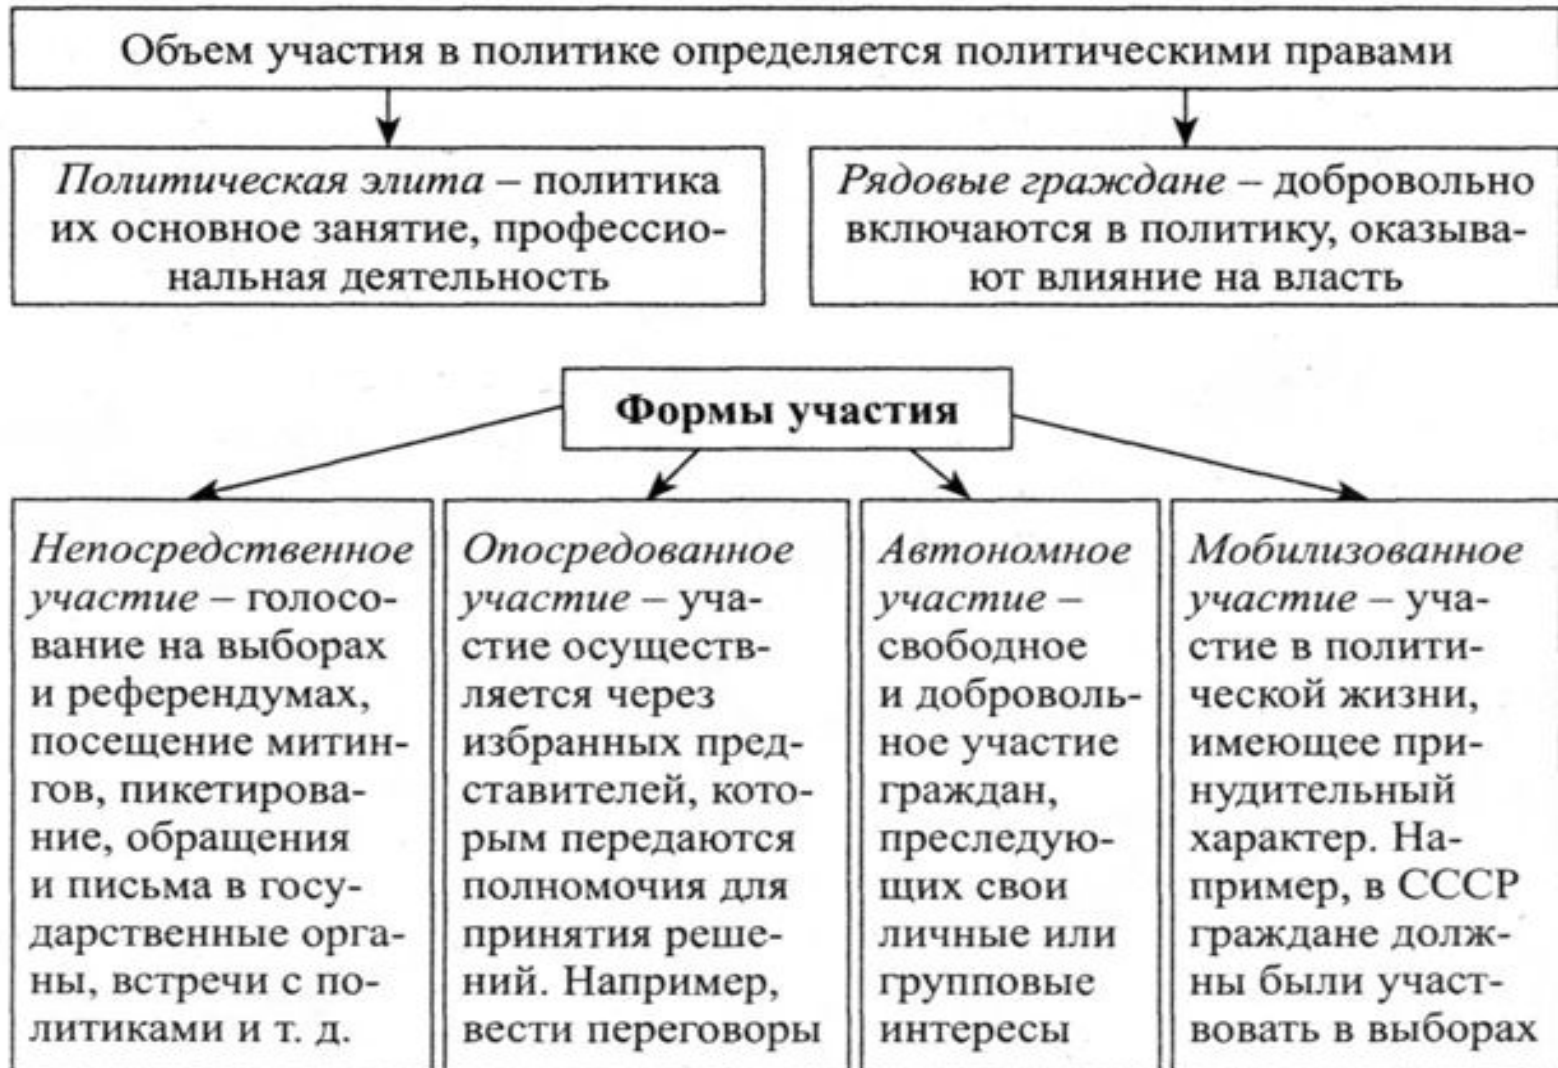 Объем участия в политике определяется политическими правами
Политическая элита – политика
их основное занятие, профессио-
нальная деятельность
Рядовые граждане – добровольно
включаются в политику, оказыва-
ют влияние на власть
Формы участия
Непосредственное
участие – голосо-
вание на выборах
и референдумах,
посещение митин-
гов, пикетирова-
ние, обращения
и письма в госу-
дарственные орга-
ны, встречи с по-
литиками и т. д.
Опосредованное
участие – уча-
стие осуществ-
ляется через
избранных пред-
ставителей, кото-
рым передаются
полномочия для
принятия реше-
ний. Например,
вести переговоры
Автономное
участие –
свободное
и доброволь-
ное участие
граждан,
преследую-
щих свои
личные или
групповые
интересы
Мобилизованное
участие – уча-
стие в полити-
ческой жизни,
имеющее при-
нудительный
характер. На-
пример, в СССР
граждане долж-
ны были участ-
вовать в выборах